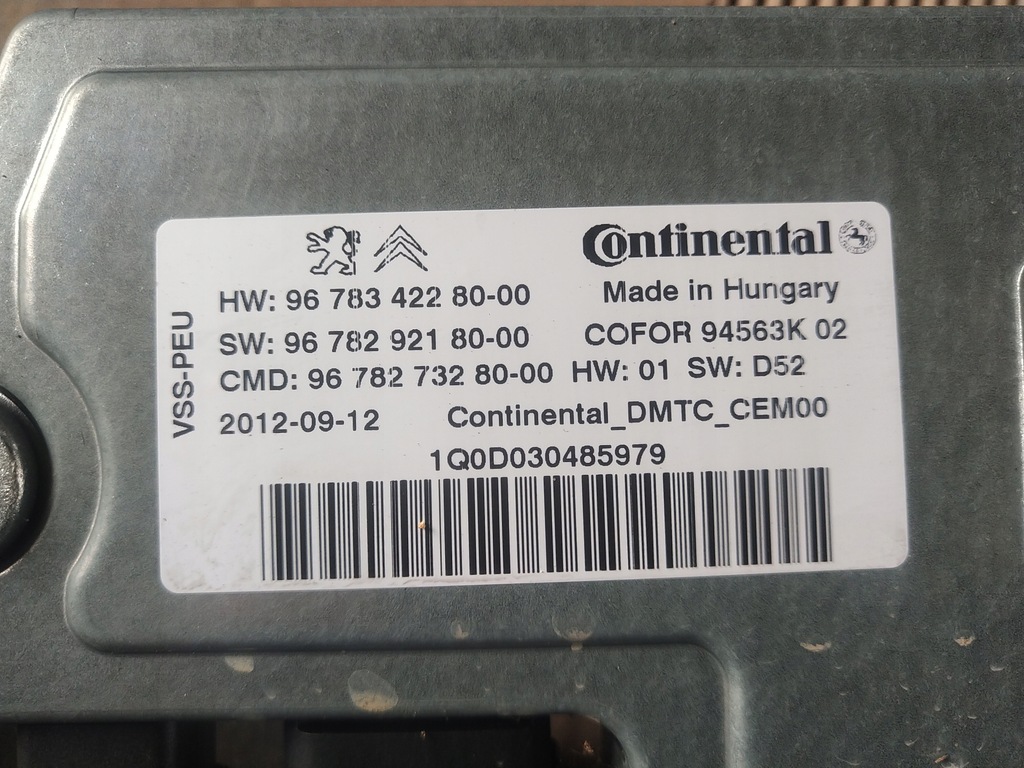 Continental
HW: 96 783 422 80-00 Made in Hungary
SW: 96 782 921 80-00 COFOR 94563K 02
CMD: 96 782 732 80-00 HW: 01 SW: D52
2012-09-12 Continental_DMTC_CEM00
1Q0D030485979
VSS-PEU